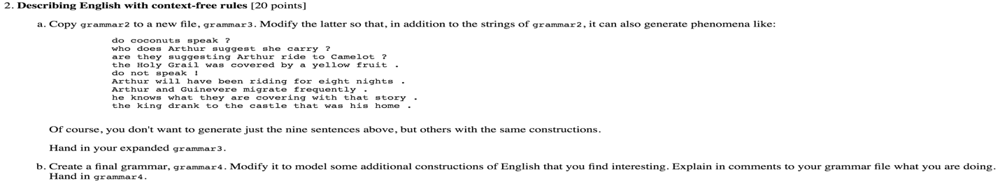 2. Describing English with context-free rules [20 points]
a. Copy grammar2 to a new file, grammar3. Modify the latter so that, in addition to the strings of grammar2, it can also generate phenomena like:
do coconuts speak ?
who does Arthur suggest she carry ?
are they suggesting Arthur ride to Camelot ?
the Holy Grail was covered by a yellow fruit .
do not speak !
Arthur will have been riding for eight nights .
Arthur and Guinevere migrate frequently .
he knows what they are covering with that story .
the king drank to the castle that was his home .
Of course, you don't want to generate just the nine sentences above, but others with the same constructions.
Hand in your expanded grammar3.
b. Create a final grammar, grammar4. Modify it to model some additional constructions of English that you find interesting. Explain in comments to your grammar file what you are doing.
Hand in grammar4.